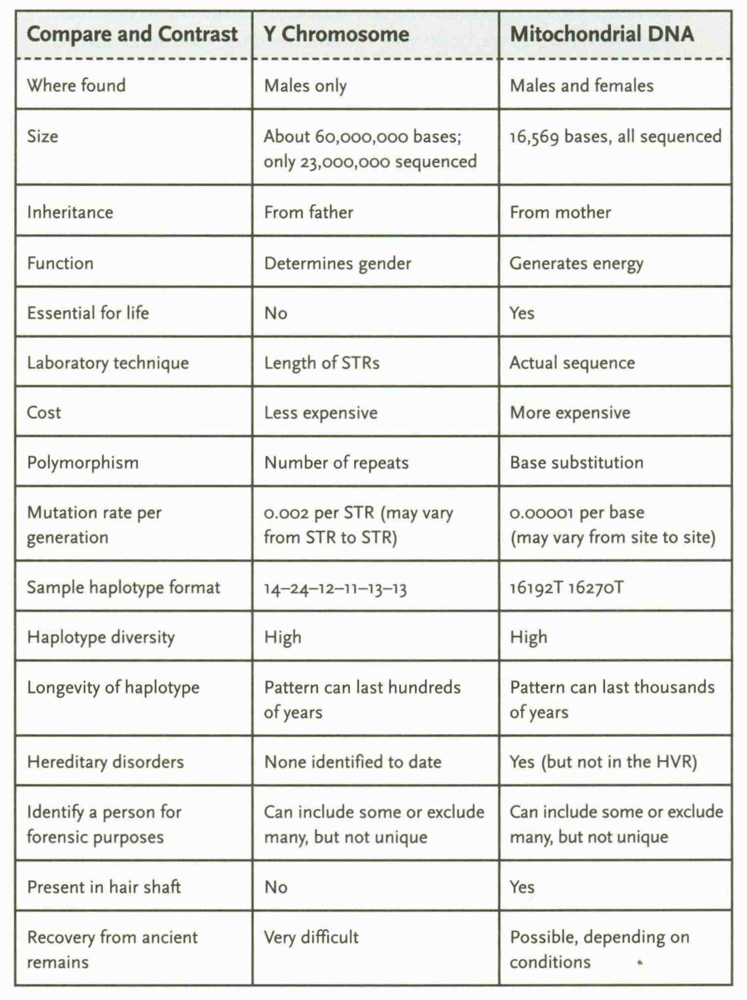 Compare and Contrast Y Chromosome Mitochondrial DNA
Where found Males only Males and females
Size About 60,000,000 bases; 16,569 bases, all sequenced
only 23,000,000 sequenced
Inheritance From father From mother
Function Determines gender Generates energy
Essential for life No Yes
Laboratory technique Length of STRs Actual sequence
Cost Less expensive More expensive
Polymorphism Number of repeats Base substitution
Mutation rate per 0.002 per STR (may vary 0.00001 per base
generation from STR to STR) (may vary from site to site)
Sample haplotype format 14–24–12–11–13–13 16192T 16270T
Haplotype diversity High High
Longevity of haplotype Pattern can last hundreds Pattern can last thousands
of years of years
Hereditary disorders None identified to date Yes (but not in the HVR)
Identify a person for Can include some or exclude Can include some or exclude
forensic purposes many, but not unique many, but not unique
Present in hair shaft No Yes
Recovery from ancient Very difficult Possible, depending on
remains conditions